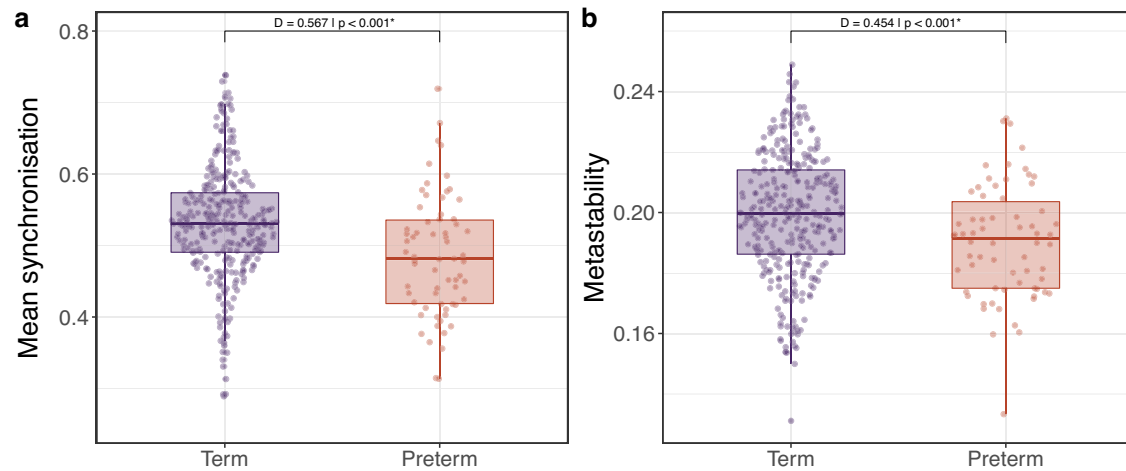 a
D = 0.567 | p < 0.001*
Mean synchronisation
0.8
0.6
0.4
Term
Preterm
b
D = 0.454 | p < 0.001*
Metastability
0.24
0.20
0.16
Term
Preterm